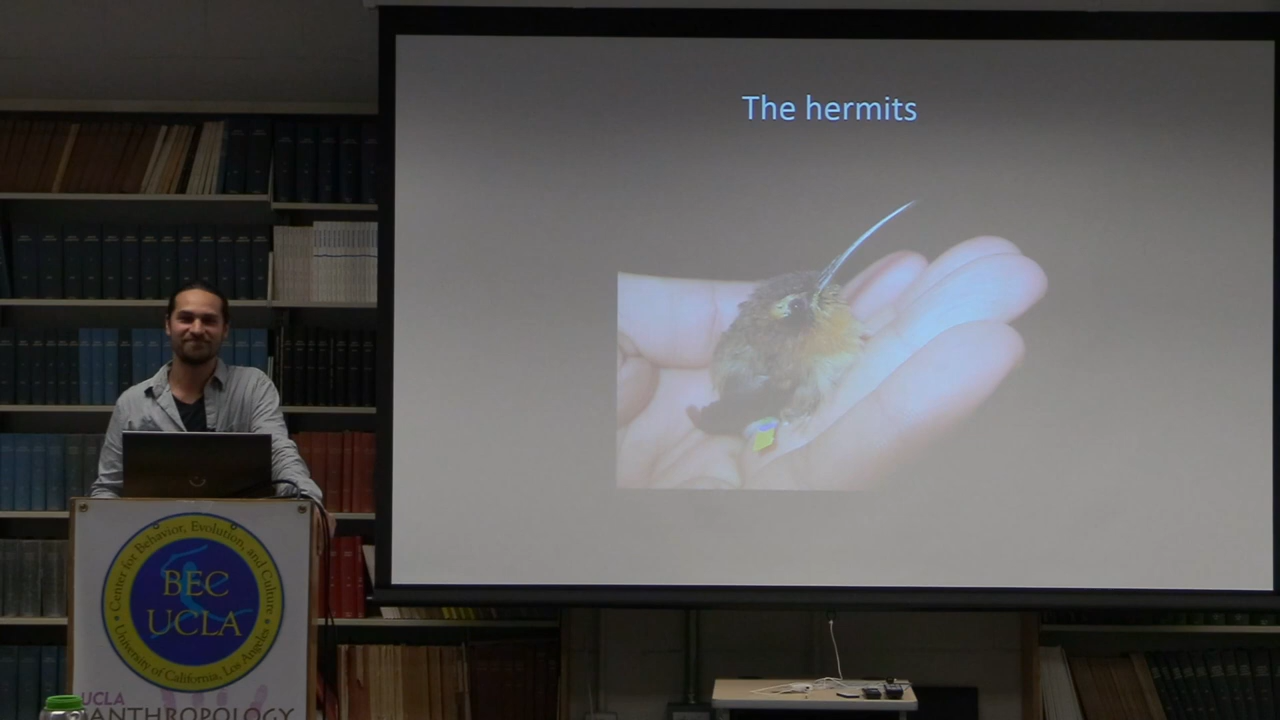 The hermits
Center for Behavior, Evolution, and Culture
BEC
UCLA
University of California, Los Angeles
UCLA
ANTHROPOLOGY